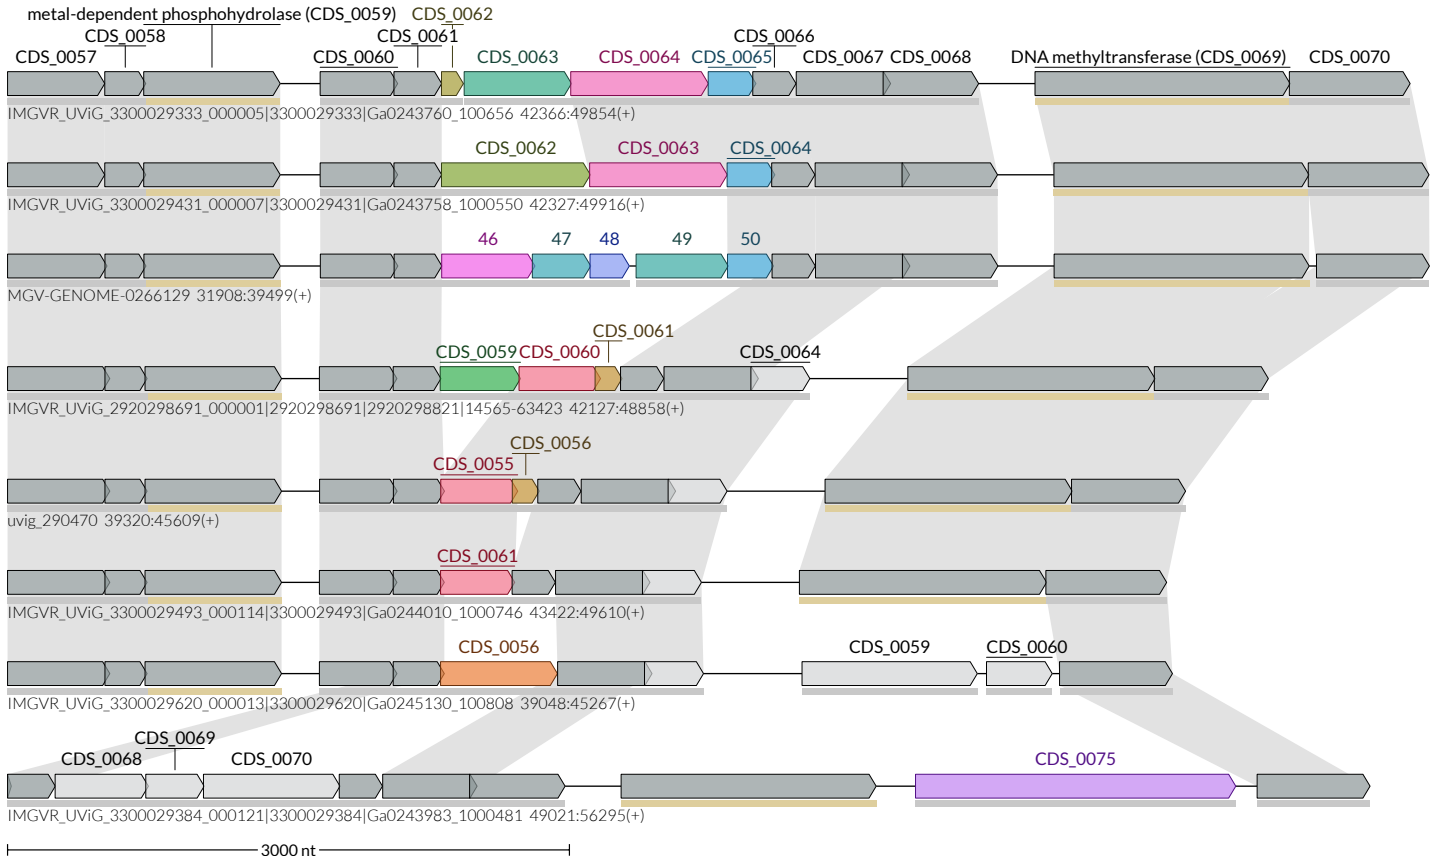 metal-dependent phosphohydrolase (CDS_0059) CDS_0062
CDS_0058 CDS_0061 CDS_0066
CDS_0057 CDS_0060 CDS_0063 CDS_0064 CDS_0065 CDS_0067 CDS_0068 DNA methyltransferase (CDS_0069) CDS_0070
IMGVR_UViG_3300029333_000005|3300029333|Ga0243760_100656 42366:49854(+)
CDS_0062 CDS_0063 CDS_0064
IMGVR_UViG_3300029431_000007|3300029431|Ga0243758_1000550 42327:49916(+)
46 47 48 49 50
MGV-GENOME-0266129 31908:39499(+)
CDS_0061
CDS_0059 CDS_0060 CDS_0064
IMGVR_UViG_2920298691_000001|2920298691|2920298821|14565-63423 42127:48858(+)
CDS_0056
CDS_0055
uvig_290470 39320:45609(+)
CDS_0061
IMGVR_UViG_3300029493_000114|3300029493|Ga0244010_1000746 43422:49610(+)
CDS_0056 CDS_0059 CDS_0060
IMGVR_UViG_3300029620_000013|3300029620|Ga0245130_100808 39048:45267(+)
CDS_0069
CDS_0068 CDS_0070 CDS_0075
IMGVR_UViG_3300029384_000121|3300029384|Ga0243983_1000481 49021:56295(+)
3000 nt